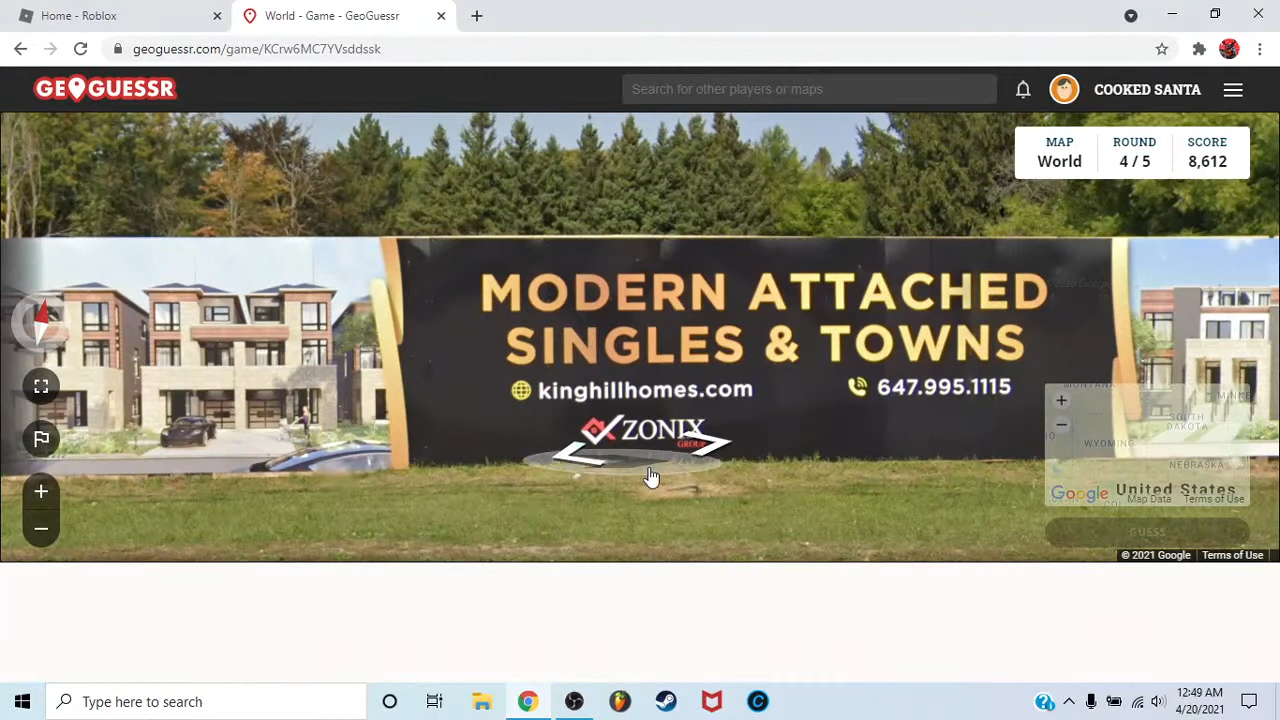 Home - Roblox
World - Game - GeoGuessr
geoguessr.com/game/KCrw6MC7YVsddssk
GEOGUESSR
Search for other players or maps
COOKED SANTA
MAP
World
ROUND
4 / 5
SCORE
8,612
MODERN ATTACHED
SINGLES & TOWNS
kinghillhomes.com
647.995.1115
ZONIX
GROUP
MONTANA
SOUTH
DAKOTA
WYOMING
NEBRASKA
United States
Google
Map Data
Terms of Use
GUESS
© 2021 Google
Terms of Use
Type here to search
12:49 AM
4/20/2021